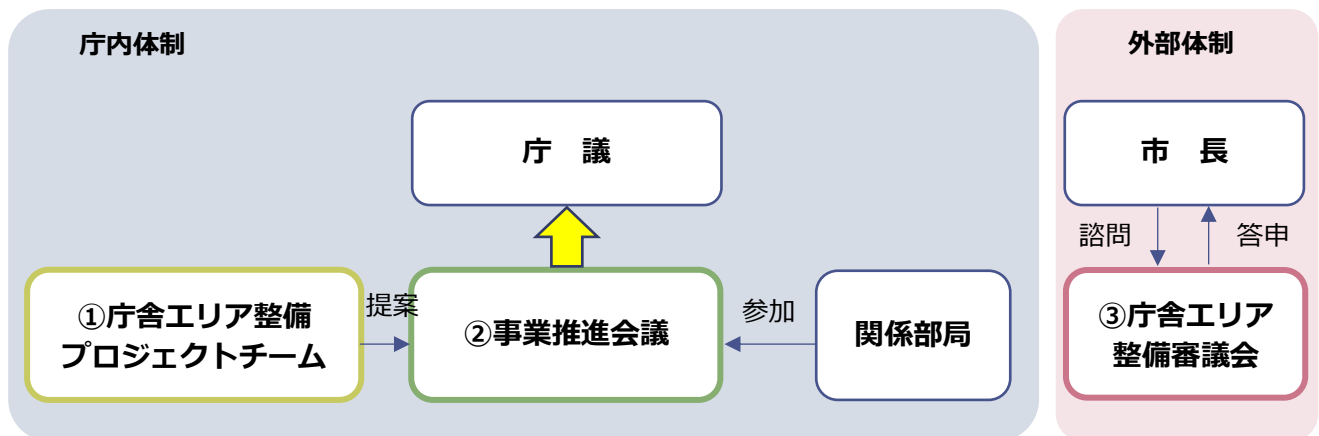 庁内体制
外部体制
庁　議
市　長
諮問
答申
①庁舎エリア整備
プロジェクトチーム
提案
②事業推進会議
参加
関係部局
③庁舎エリア
整備審議会